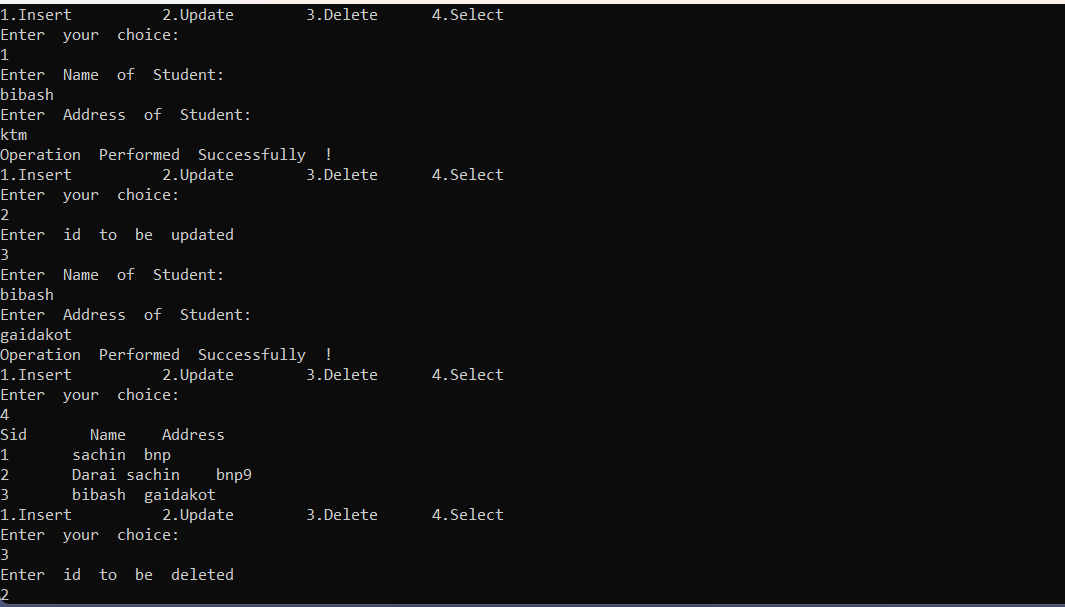 1.Insert          2.Update        3.Delete      4.Select
Enter  your  choice:
1
Enter  Name  of  Student:
bibash
Enter  Address  of  Student:
ktm
Operation  Performed  Successfully  !
1.Insert          2.Update        3.Delete      4.Select
Enter  your  choice:
2
Enter  id  to  be  updated
3
Enter  Name  of  Student:
bibash
Enter  Address  of  Student:
gaidakot
Operation  Performed  Successfully  !
1.Insert          2.Update        3.Delete      4.Select
Enter  your  choice:
4
Sid       Name    Address
1       sachin  bnp
2       Darai sachin    bnp9
3       bibash  gaidakot
1.Insert          2.Update        3.Delete      4.Select
Enter  your  choice:
3
Enter  id  to  be  deleted
2